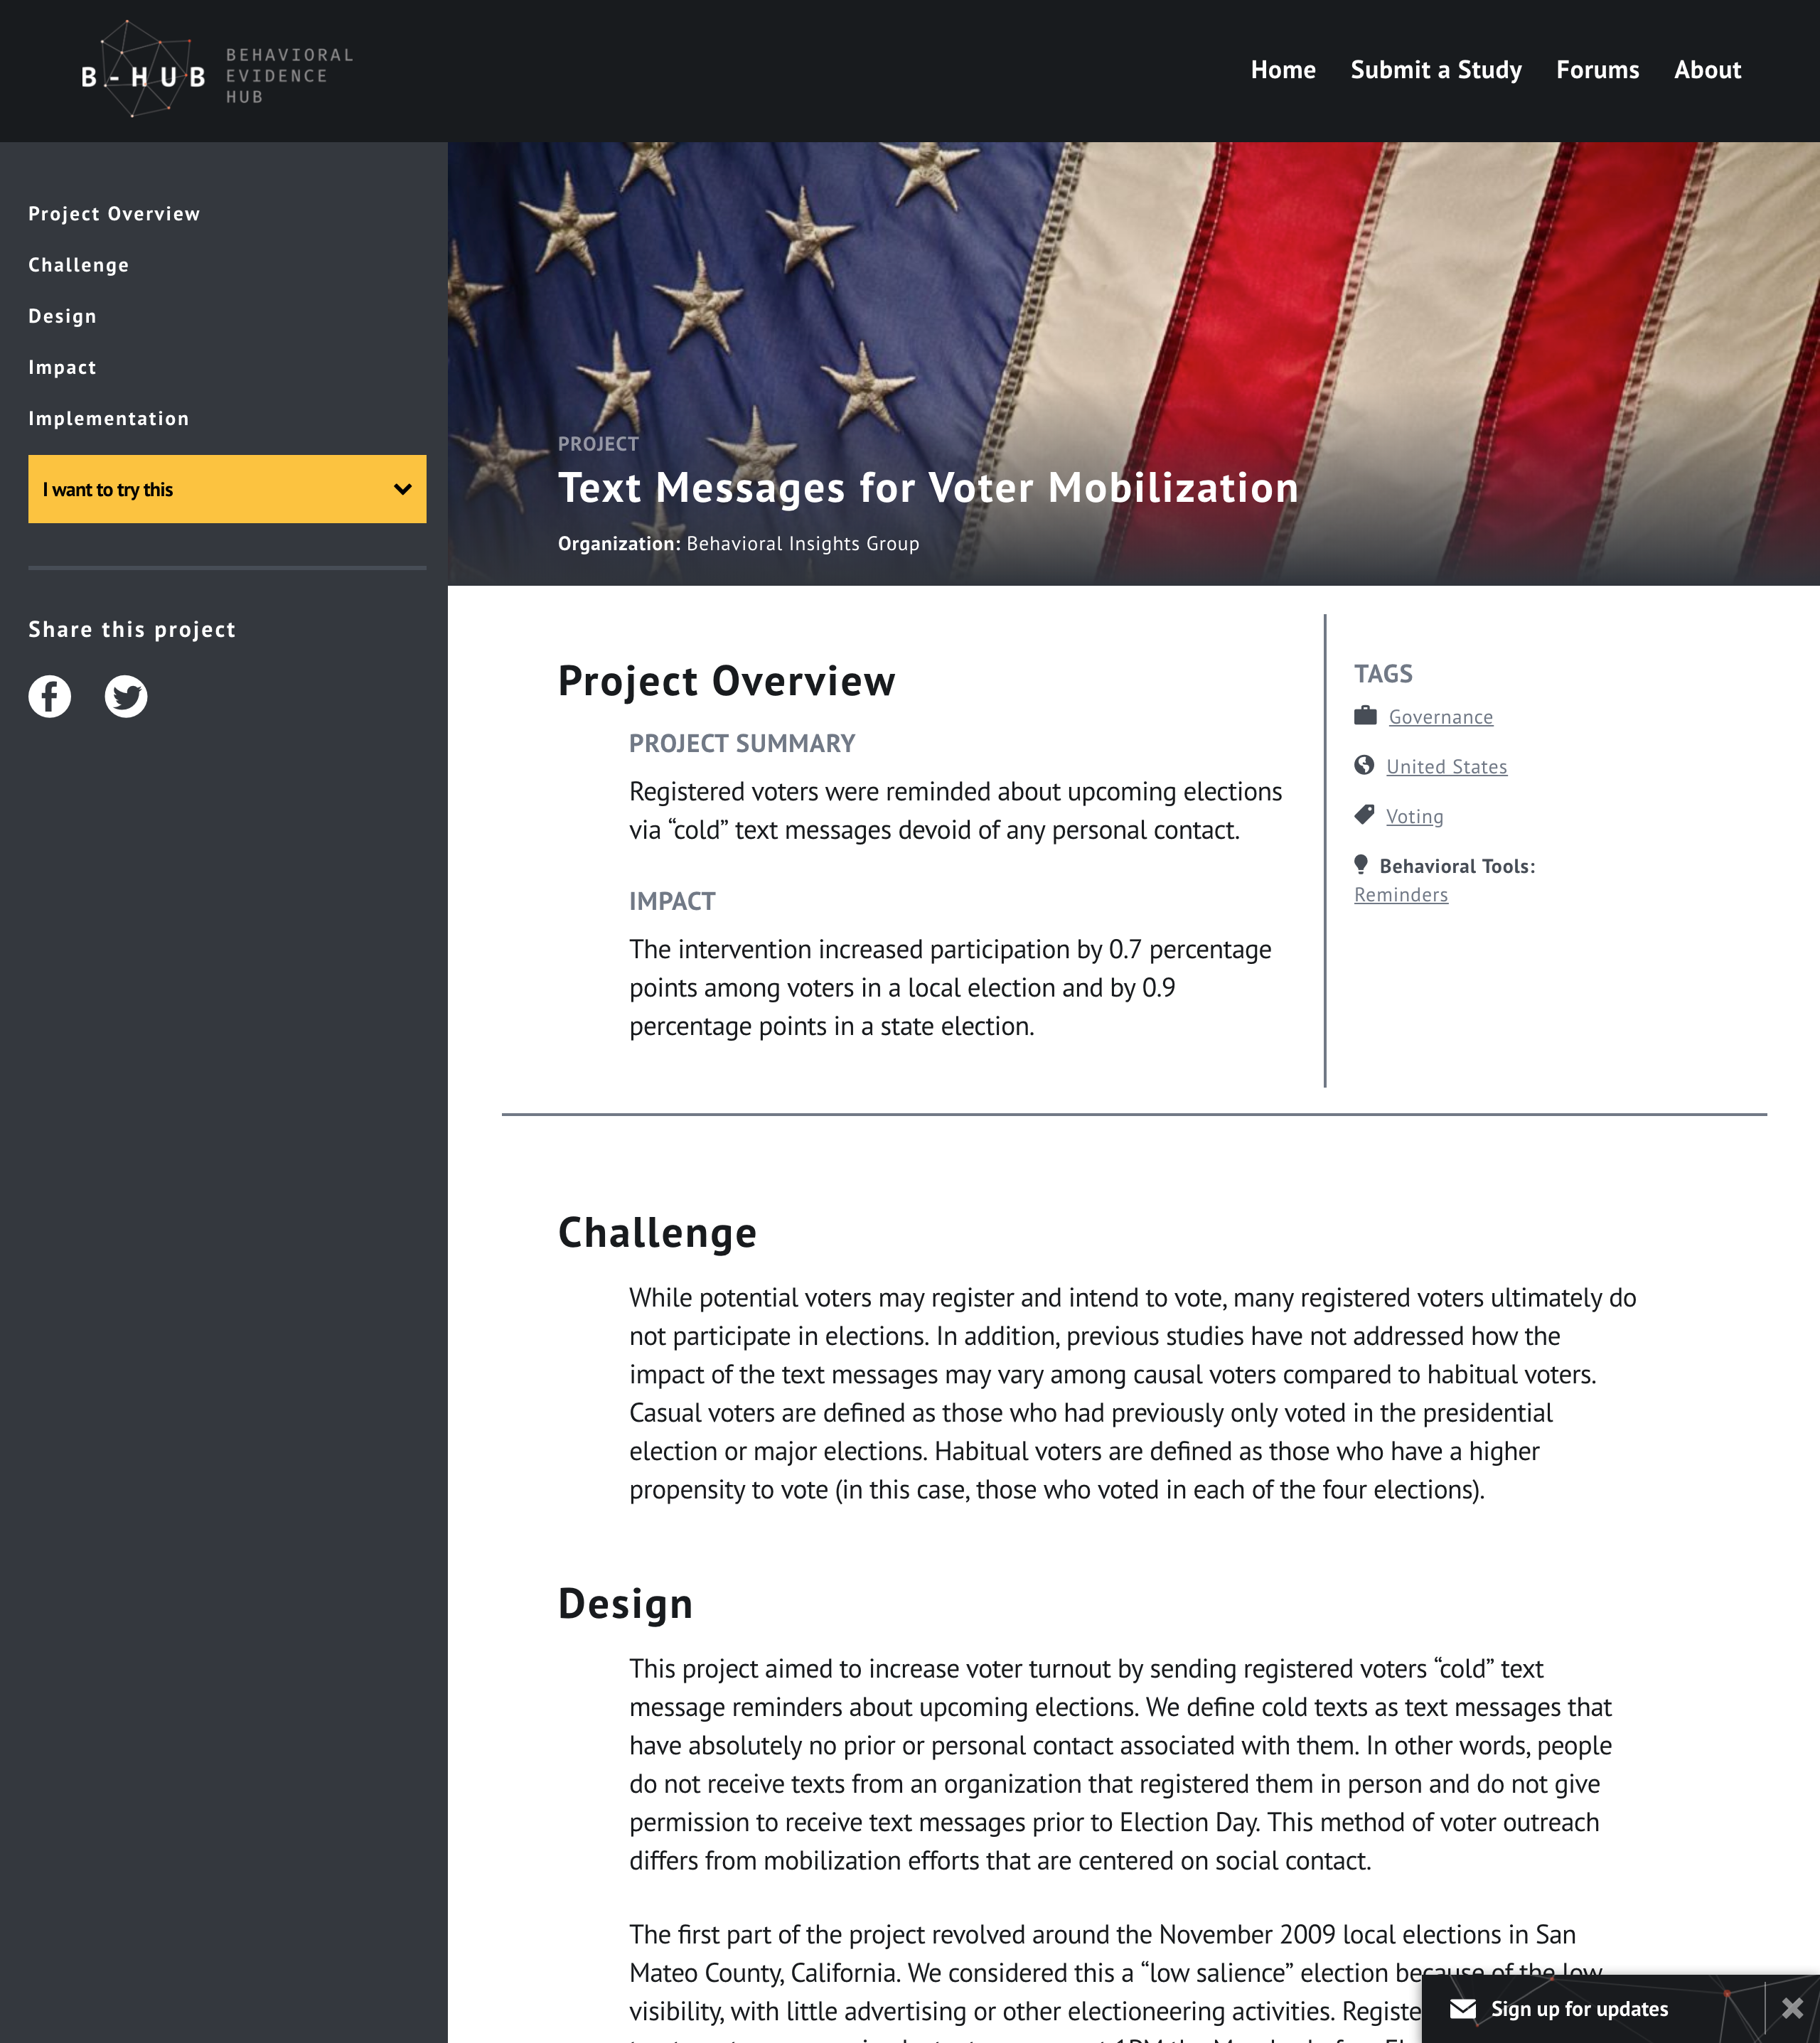 B-HUB
BEHAVIORAL
EVIDENCE
HUB
Home Submit a Study Forums About
Project Overview
Challenge
Design
Impact
Implementation
I want to try this
Share this project
PROJECT
Text Messages for Voter Mobilization
Organization: Behavioral Insights Group
Project Overview
PROJECT SUMMARY
Registered voters were reminded about upcoming elections
via “cold” text messages devoid of any personal contact.
IMPACT
The intervention increased participation by 0.7 percentage
points among voters in a local election and by 0.9
percentage points in a state election.
TAGS
Governance
United States
Voting
Behavioral Tools:
Reminders
Challenge
While potential voters may register and intend to vote, many registered voters ultimately do
not participate in elections. In addition, previous studies have not addressed how the
impact of the text messages may vary among causal voters compared to habitual voters.
Casual voters are defined as those who had previously only voted in the presidential
election or major elections. Habitual voters are defined as those who have a higher
propensity to vote (in this case, those who voted in each of the four elections).
Design
This project aimed to increase voter turnout by sending registered voters “cold” text
message reminders about upcoming elections. We define cold texts as text messages that
have absolutely no prior or personal contact associated with them. In other words, people
do not receive texts from an organization that registered them in person and do not give
permission to receive text messages prior to Election Day. This method of voter outreach
differs from mobilization efforts that are centered on social contact.
The first part of the project revolved around the November 2009 local elections in San
Mateo County, California. We considered this a “low salience” election because of the low
visibility, with little advertising or other electioneering activities. Registe
Sign up for updates